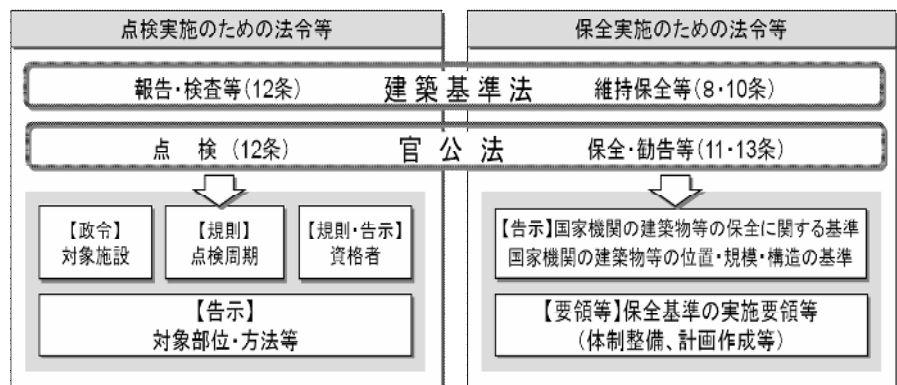 点検実施のための法令等
保全実施のための法令等
報告・検査等(12条) 建築基準法 維持保全等(8・10条)
点 検 (12条) 官 公 法 保全・勧告等(11・13条)
【政令】
対象施設
【規則】
点検周期
【規則・告示】
資格者
【告示】
対象部位・方法等
【告示】国家機関の建築物等の保全に関する基準
国家機関の建築物等の位置・規模・構造の基準
【要領等】保全基準の実施要領等
(体制整備、計画作成等)